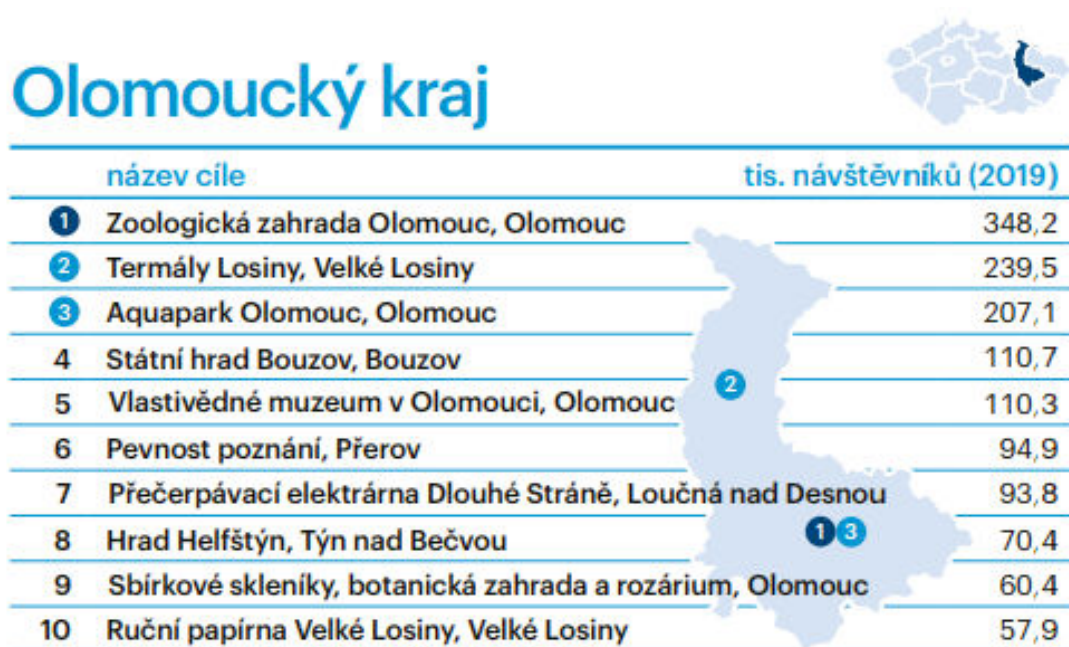 Olomoucký kraj
název cíle tis. návštěvníků (2019)
1 Zoologická zahrada Olomouc, Olomouc 348,2
2 Termály Losiny, Velké Losiny 239,5
3 Aquapark Olomouc, Olomouc 207,1
4 Státní hrad Bouzov, Bouzov 110,7
2
5 Vlastivědné muzeum v Olomouci, Olomouc 110,3
6 Pevnost poznání, Přerov 94,9
7 Přečerpávací elektrárna Dlouhé Stráně, Loučná nad Desnou 93,8
1 3
8 Hrad Helfštýn, Týn nad Bečvou 70,4
9 Sbírkové skleníky, botanická zahrada a rozárium, Olomouc 60,4
10 Ruční papírna Velké Losiny, Velké Losiny 57,9